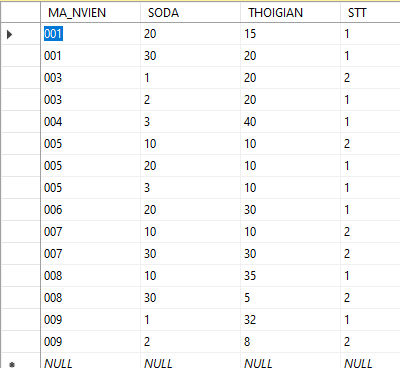 MA_NVIEN SODA THOIGIAN STT
001 20 15 1
001 30 20 1
003 1 20 2
003 2 20 1
004 3 40 1
005 10 10 2
005 20 10 1
005 3 10 1
006 20 30 1
007 10 10 2
007 30 30 2
008 10 35 1
008 30 5 2
009 1 32 1
009 2 8 2
NULL NULL NULL NULL